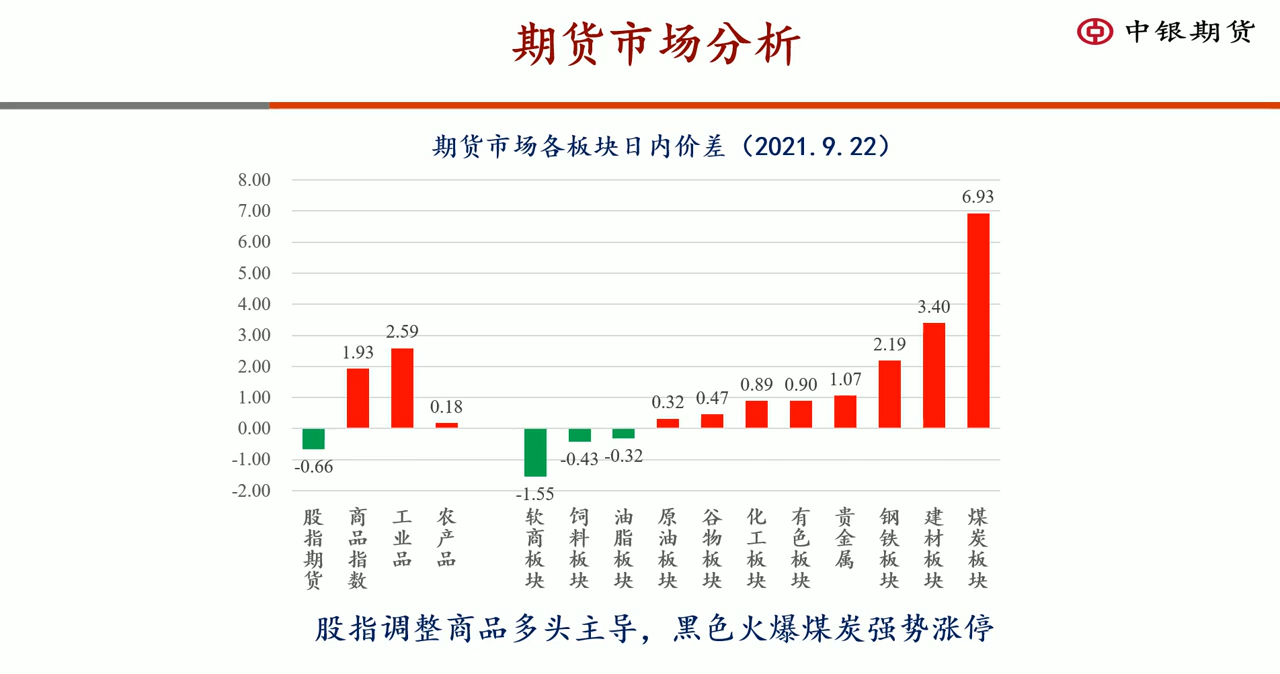 期货市场分析
中银期货
期货市场各板块日内价差（2021.9.22）
8.00
7.00
6.00
5.00
4.00
3.00
2.00
1.00
0.00
-1.00
-2.00
-0.66
1.93
2.59
0.18
-1.55
-0.43
-0.32
0.32
0.47
0.89
0.90
1.07
2.19
3.40
6.93
股指期货
商品指数
工业品
农产品
软商板块
饲料板块
油脂板块
原油板块
谷物板块
化工板块
有色板块
贵金属
钢铁板块
建材板块
煤炭板块
股指调整商品多头主导，黑色火爆煤炭强势涨停